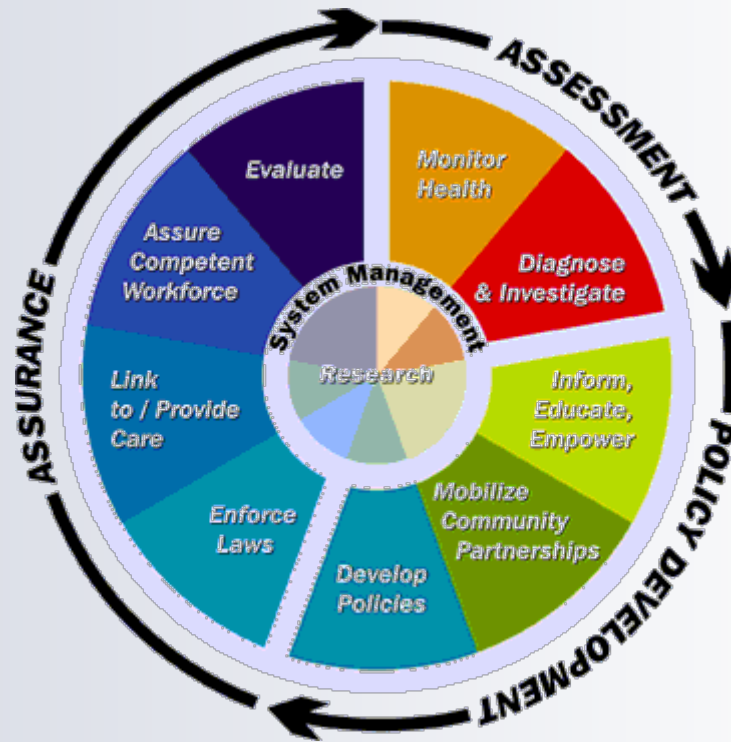 ASSESSMENT
Monitor
Health
Diagnose
& Investigate
POLICY DEVELOPMENT
Inform,
Educate,
Empower
Mobilize
Community
Partnerships
Develop
Policies
ASSURANCE
Enforce
Laws
Link
to / Provide
Care
Assure
Competent
Workforce
Evaluate
System Management
Research